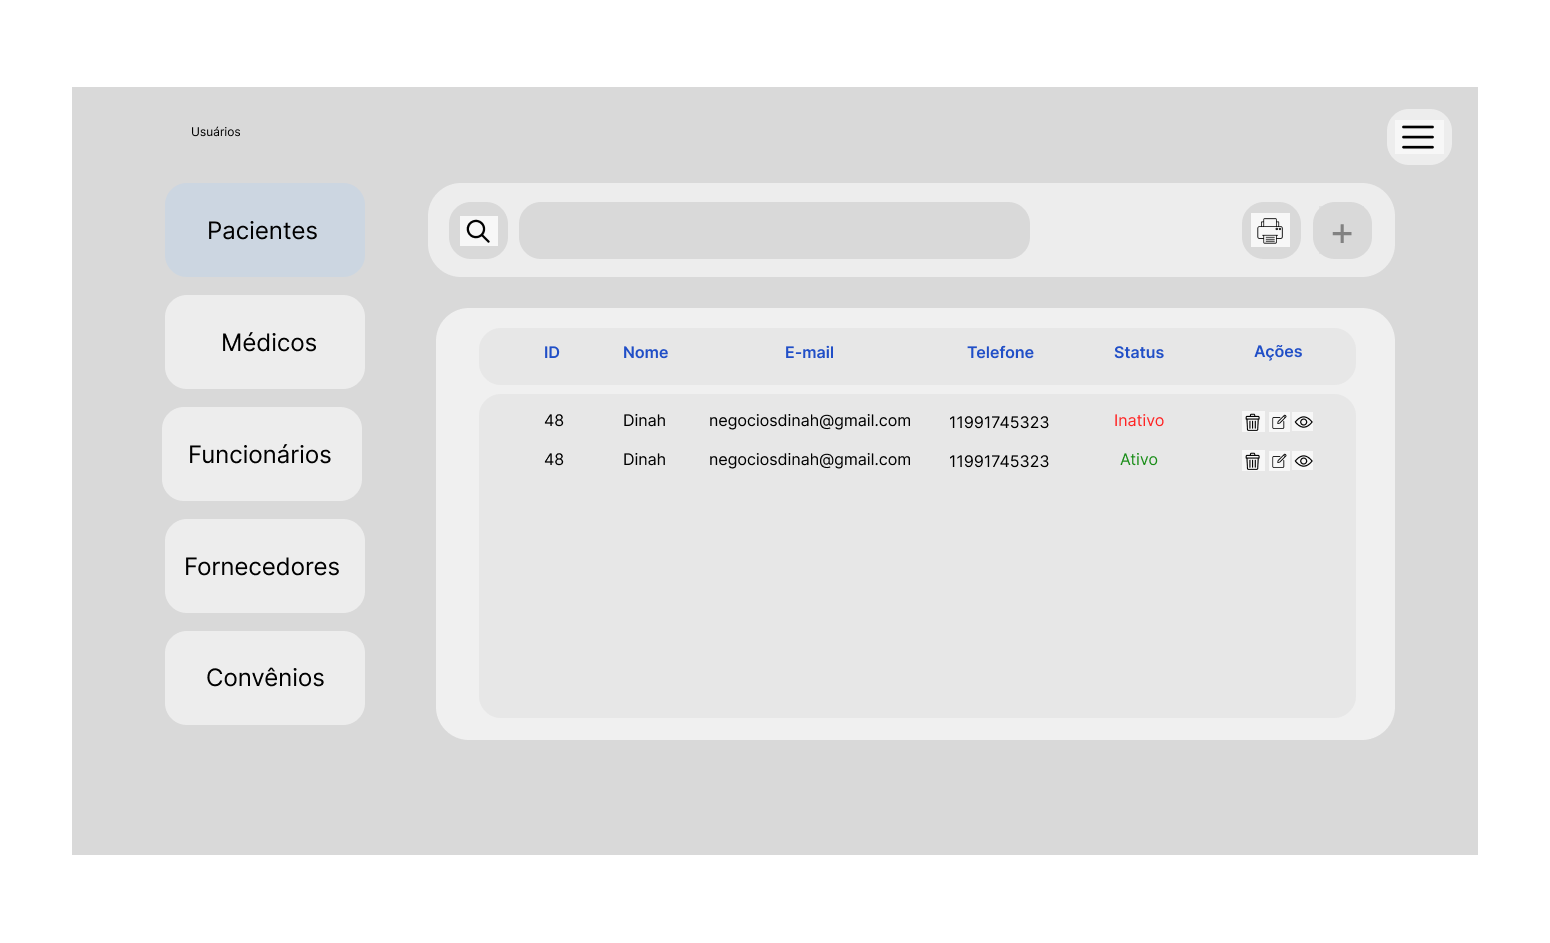 Usuários
Pacientes
Médicos
Funcionários
Fornecedores
Convênios
+
ID Nome E-mail Telefone Status Ações
48 Dinah negociosdinah@gmail.com 11991745323 Inativo
48 Dinah negociosdinah@gmail.com 11991745323 Ativo